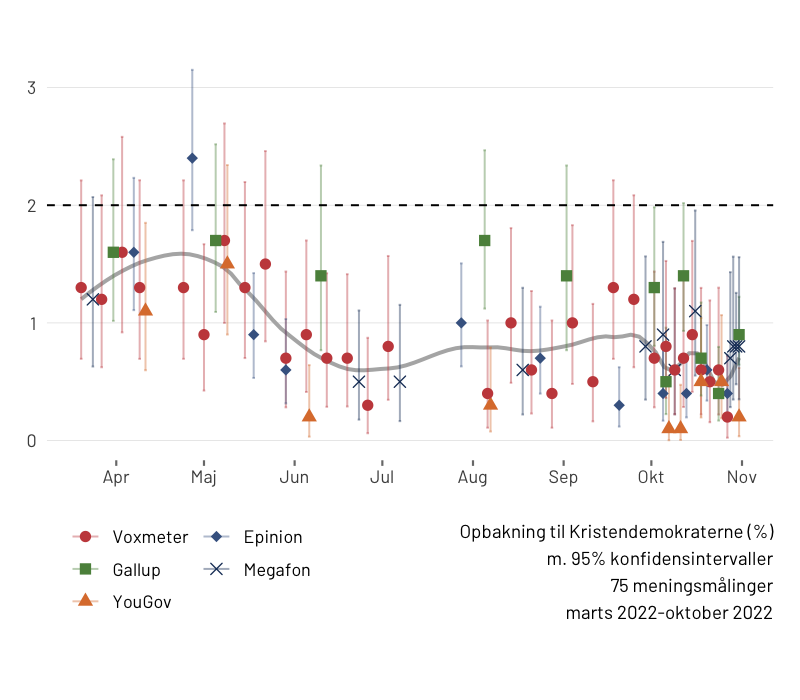 3
2
1
0
Apr Maj Jun Jul Aug Sep Okt Nov
Voxmeter Epinion
Gallup Megafon
YouGov
Opbakning til Kristendemokraterne (%)
m. 95% konfidensintervaller
75 meningsmålinger
marts 2022-oktober 2022